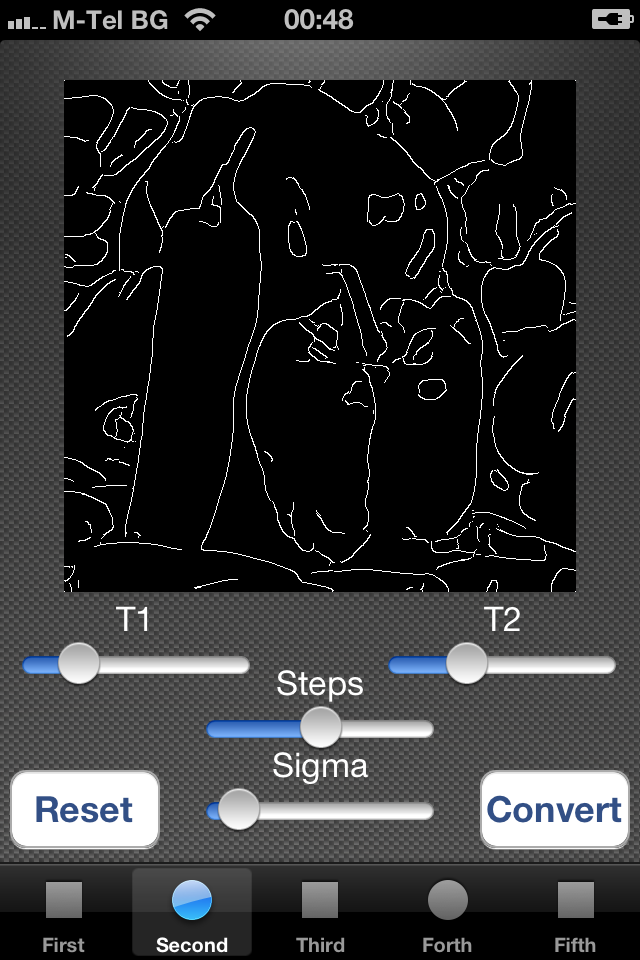 M-Tel BG 00:48
T1 T2
Steps
Sigma
Reset Convert
First Second Third Forth Fifth